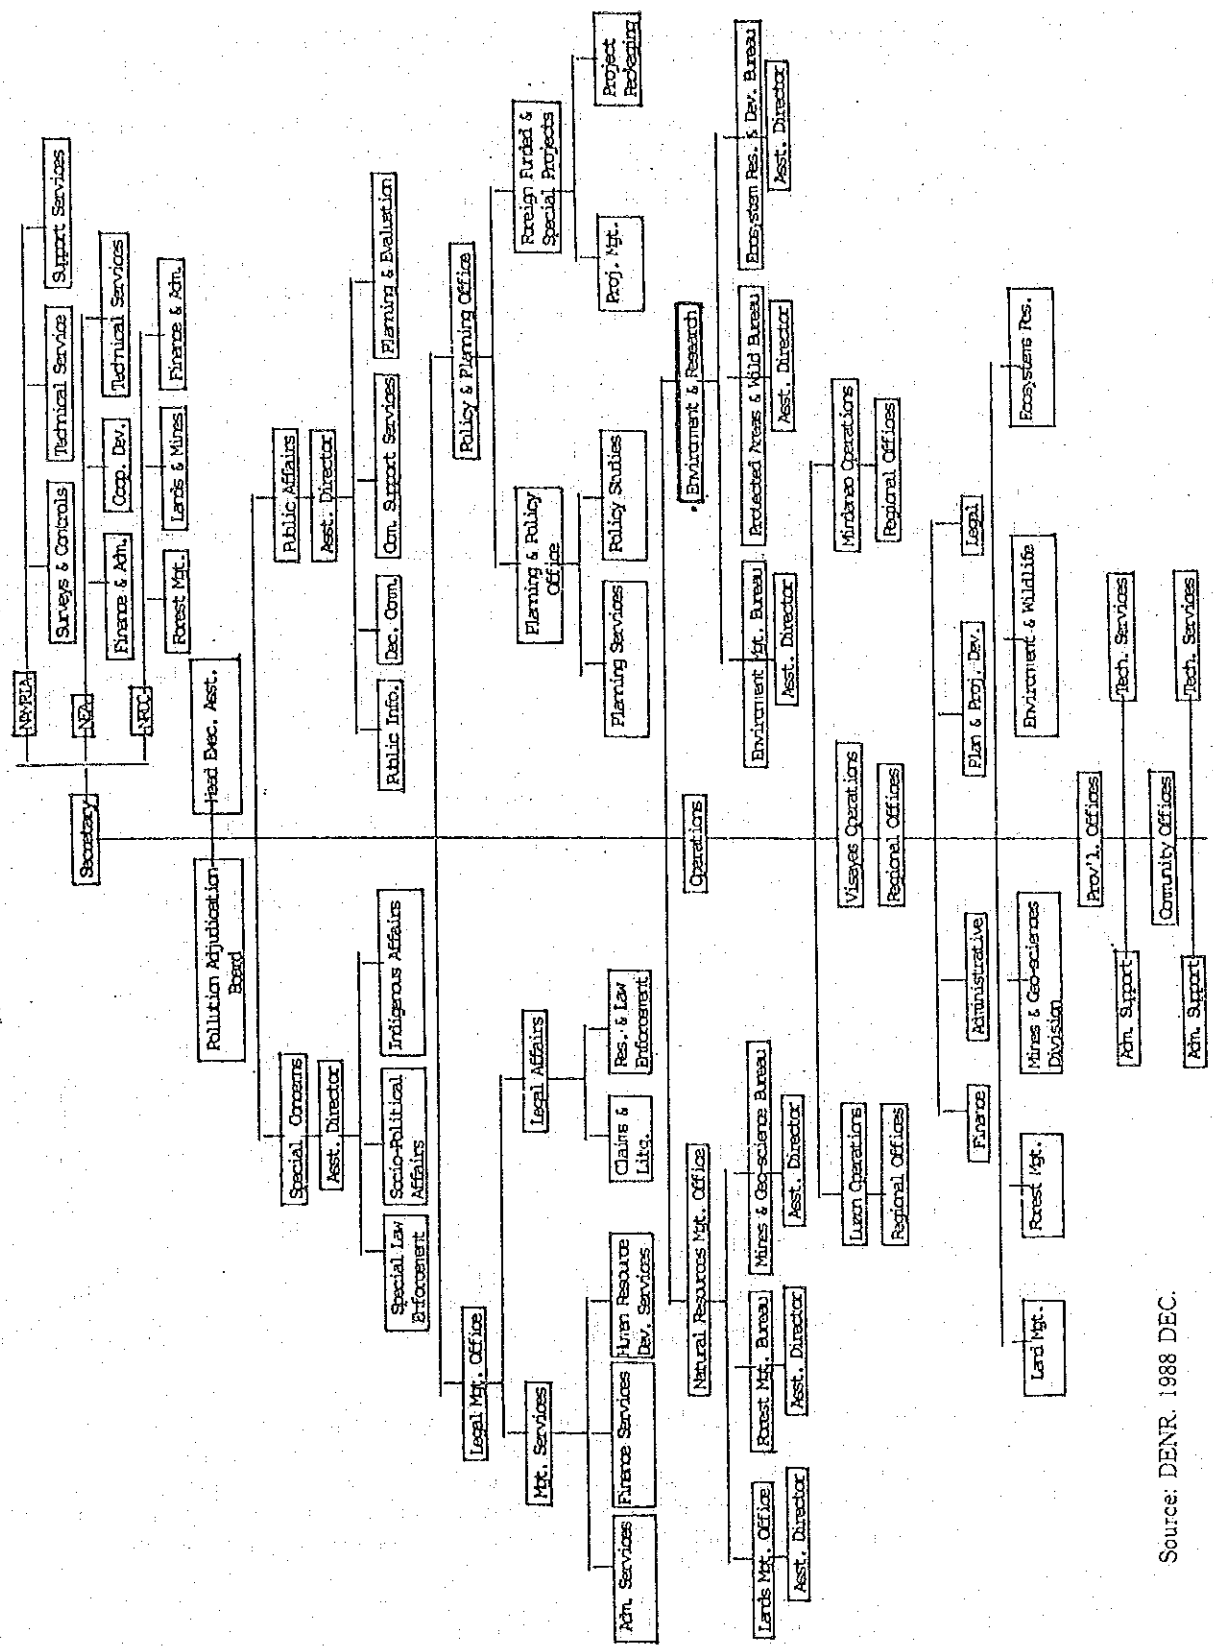 Secretary
NAMRIA
Surveys & Controls
Technical Service
Support Services
NEA
Finance & Adm.
Coop. Dev.
Technical Services
NRDC
Forest Mgt.
Lands & Mines
Finance & Adm.
Pollution Adjudication
Board
Head Exec. Asst.
Special Concerns
Asst. Director
Special Law
Enforcement
Socio-Political
Affairs
Indigenous Affairs
Public Affairs
Asst. Director
Public Info.
Dec. Comm.
Com. Support Services
Planning & Evaluation
Legal Mgt. Office
Mgt. Services
Adm. Services
Finance Services
Human Resource
Dev. Services
Legal Affairs
Claims &
Litg.
Res. & Law
Enforcement
Policy & Planning Office
Planning & Policy
Office
Planning Services
Policy Studies
Foreign Funded &
Special Projects
Proj. Mgt.
Project
Packaging
Natural Resources Mgt. Office
Lands Mgt. Office
Asst. Director
Forest Mgt. Bureau
Asst. Director
Mines & Geo-science Bureau
Asst. Director
Operations
Environment & Research
Environment Mgt. Bureau
Asst. Director
Protected Areas & Wild Bureau
Asst. Director
Ecosystem Res. & Dev. Bureau
Asst. Director
Luzon Operations
Regional Offices
Visayas Operations
Regional Offices
Mindanao Operations
Regional Offices
Finance
Administrative
Plan & Proj. Dev.
Legal
Land Mgt.
Forest Mgt.
Mines & Geo-sciences
Division
Environment & Wildlife
Ecosystems Res.
Prov'l. Offices
Adm. Support
Tech. Services
Community Offices
Adm. Support
Tech. Services
Source: DENR. 1988 DEC.